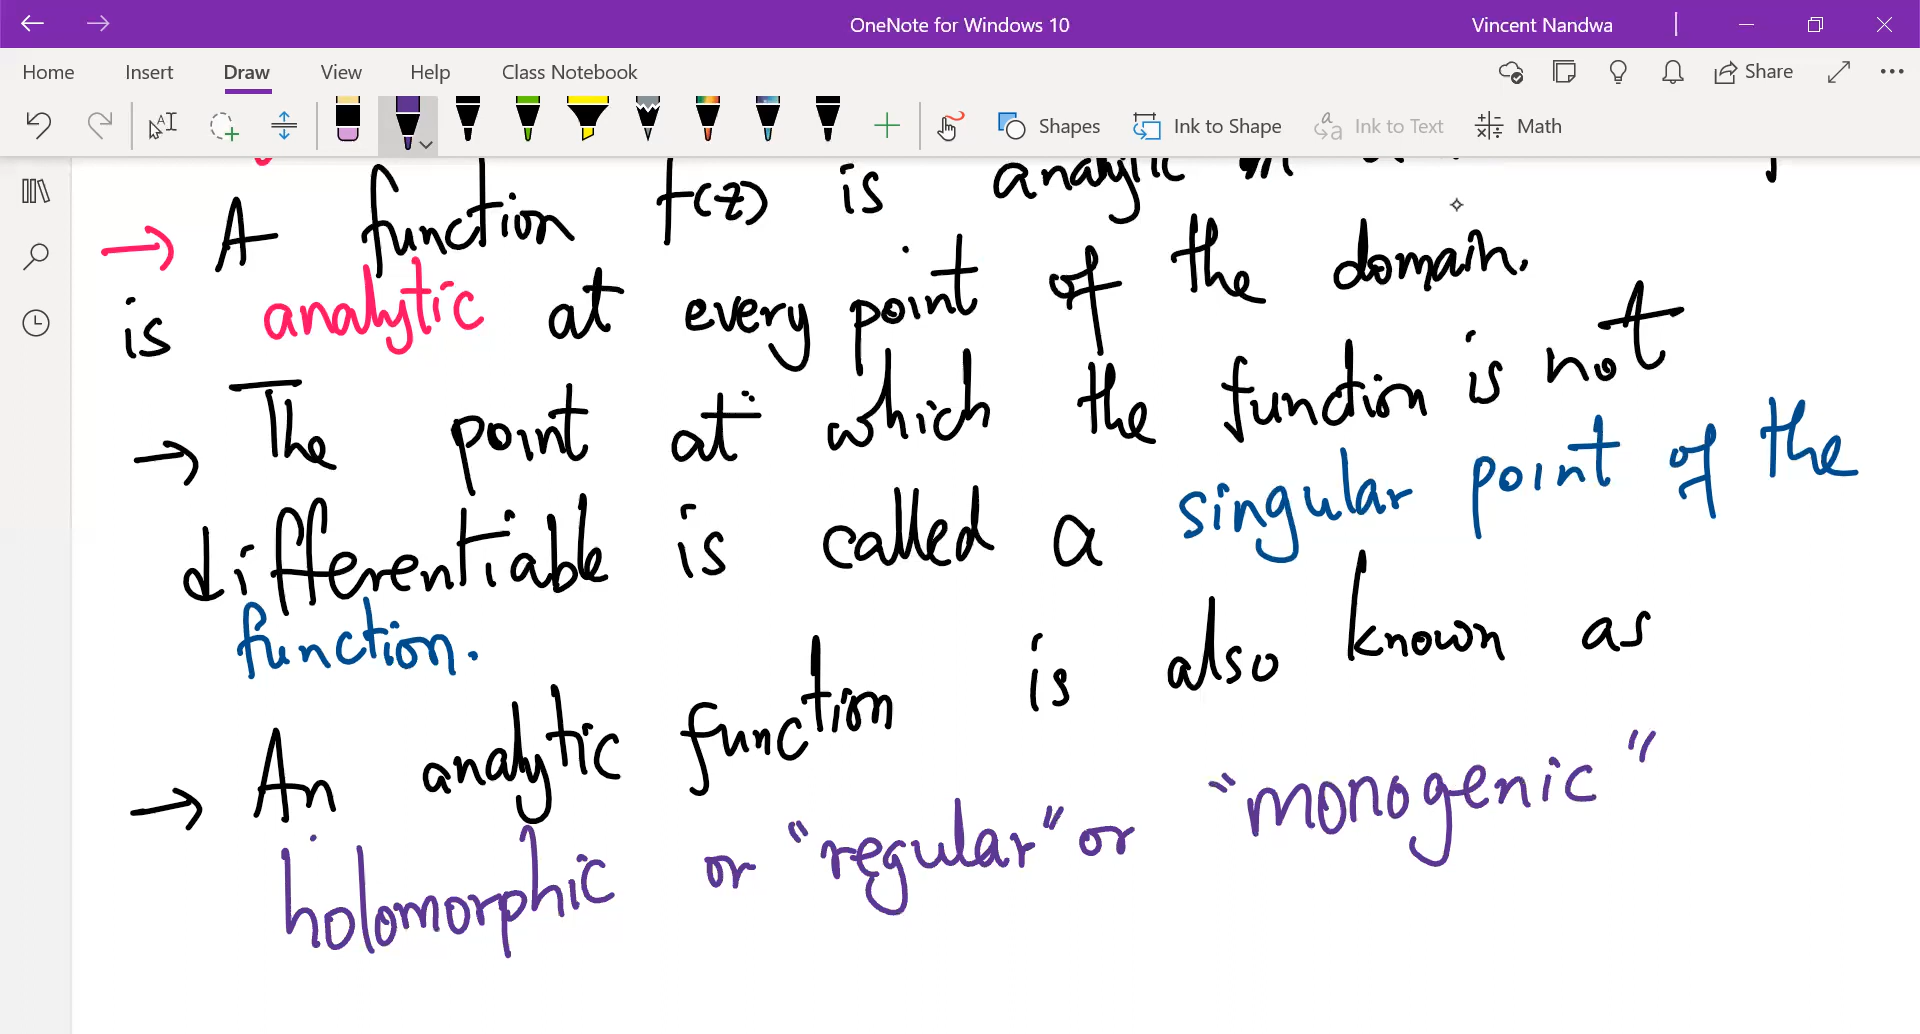 OneNote for Windows 10
Vincent Nandwa
Home Insert Draw View Help Class Notebook Share
Shapes Ink to Shape Ink to Text Math
→ A function f(z) is analytic in
is analytic at every point of the domain.
→ The point at which the function is not
differentiable is called a singular point of the
function.
→ An analytic function is also known as
holomorphic or "regular" or "monogenic"